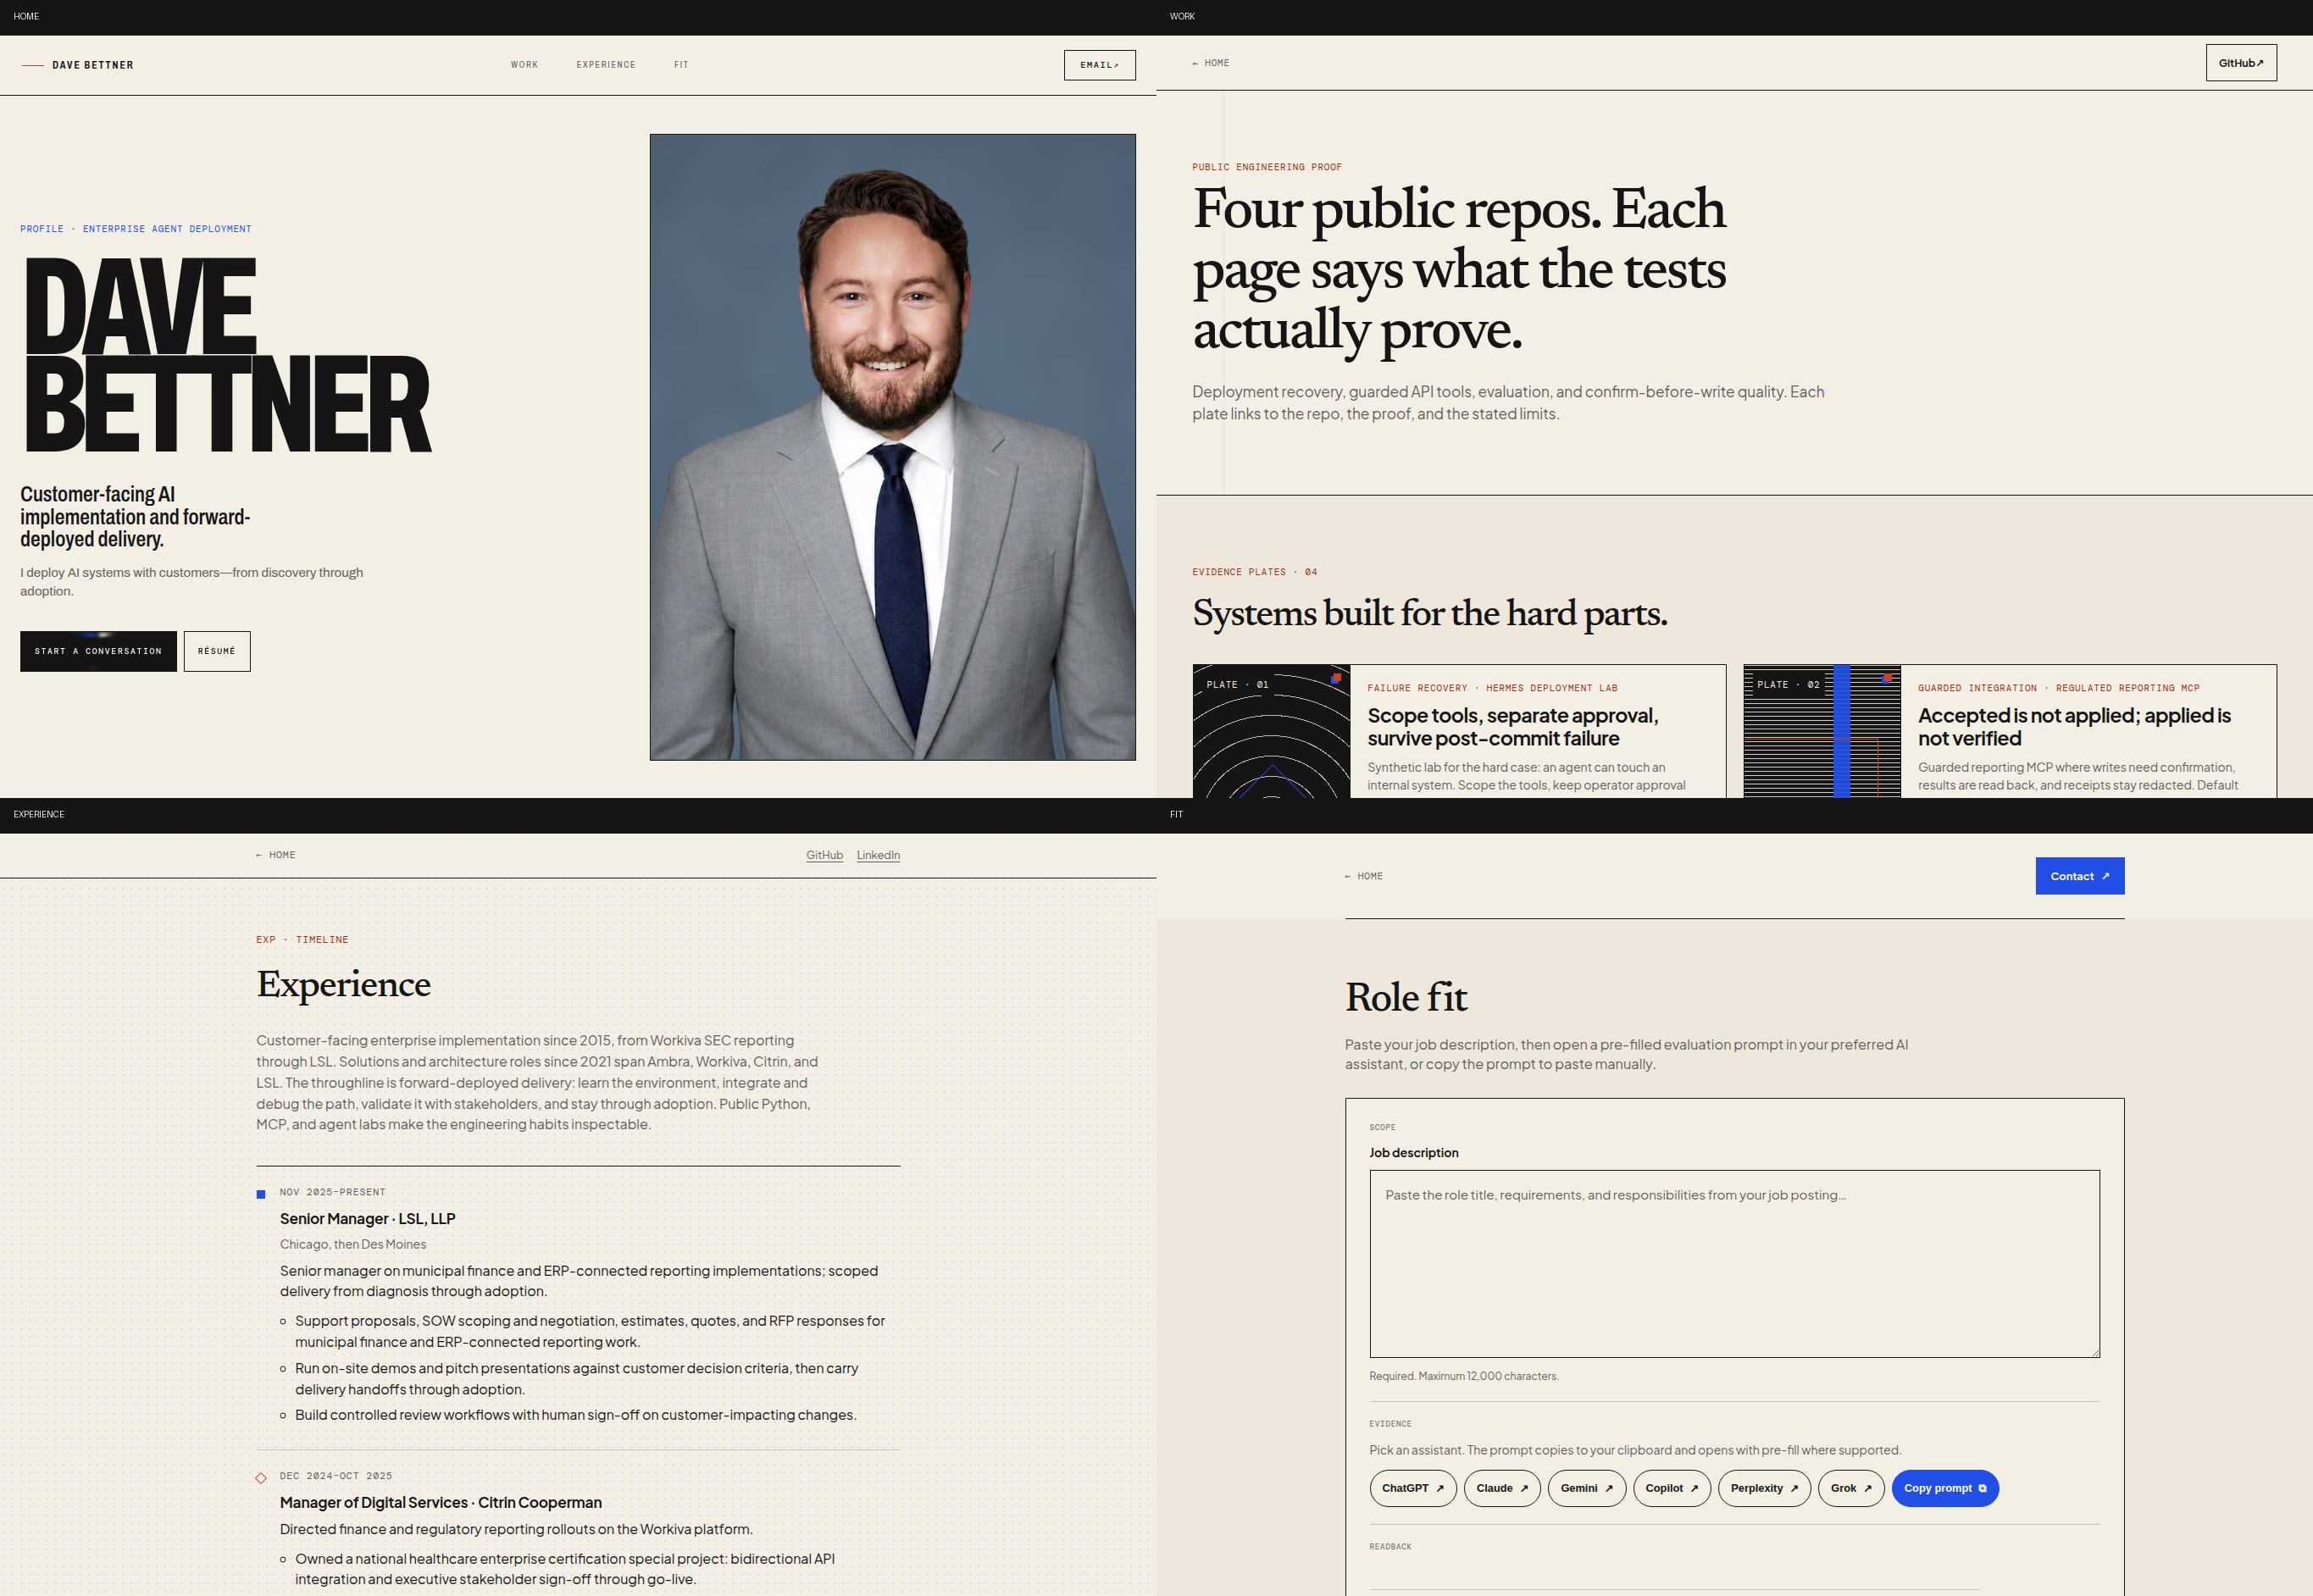 HOME
DAVE BETTNER
WORK
EXPERIENCE
FIT
EMAIL↗
PROFILE · ENTERPRISE AGENT DEPLOYMENT
DAVE
BETTNER
Customer-facing AI
implementation and forward-
deployed delivery.
I deploy AI systems with customers—from discovery through
adoption.
START A CONVERSATION
RÉSUMÉ
WORK
← HOME
GitHub↗
PUBLIC ENGINEERING PROOF
Four public repos. Each
page says what the tests
actually prove.
Deployment recovery, guarded API tools, evaluation, and confirm-before-write quality. Each
plate links to the repo, the proof, and the stated limits.
EVIDENCE PLATES · 04
Systems built for the hard parts.
PLATE · 01
FAILURE RECOVERY · HERMES DEPLOYMENT LAB
Scope tools, separate approval,
survive post-commit failure
Synthetic lab for the hard case: an agent can touch an
internal system. Scope the tools, keep operator approval
PLATE · 02
GUARDED INTEGRATION · REGULATED REPORTING MCP
Accepted is not applied; applied is
not verified
Guarded reporting MCP where writes need confirmation,
results are read back, and receipts stay redacted. Default
EXPERIENCE
← HOME
GitHub
LinkedIn
EXP · TIMELINE
Experience
Customer-facing enterprise implementation since 2015, from Workiva SEC reporting
through LSL. Solutions and architecture roles since 2021 span Ambra, Workiva, Citrin, and
LSL. The throughline is forward-deployed delivery: learn the environment, integrate and
debug the path, validate it with stakeholders, and stay through adoption. Public Python,
MCP, and agent labs make the engineering habits inspectable.
NOV 2025–PRESENT
Senior Manager · LSL, LLP
Chicago, then Des Moines
Senior manager on municipal finance and ERP-connected reporting implementations; scoped
delivery from diagnosis through adoption.
Support proposals, SOW scoping and negotiation, estimates, quotes, and RFP responses for
municipal finance and ERP-connected reporting work.
Run on-site demos and pitch presentations against customer decision criteria, then carry
delivery handoffs through adoption.
Build controlled review workflows with human sign-off on customer-impacting changes.
DEC 2024–OCT 2025
Manager of Digital Services · Citrin Cooperman
Directed finance and regulatory reporting rollouts on the Workiva platform.
Owned a national healthcare enterprise certification special project: bidirectional API
integration and executive stakeholder sign-off through go-live.
FIT
← HOME
Contact ↗
Role fit
Paste your job description, then open a pre-filled evaluation prompt in your preferred AI
assistant, or copy the prompt to paste manually.
SCOPE
Job description
Paste the role title, requirements, and responsibilities from your job posting…
Required. Maximum 12,000 characters.
EVIDENCE
Pick an assistant. The prompt copies to your clipboard and opens with pre-fill where supported.
ChatGPT ↗
Claude ↗
Gemini ↗
Copilot ↗
Perplexity ↗
Grok ↗
Copy prompt ⧉
READBACK